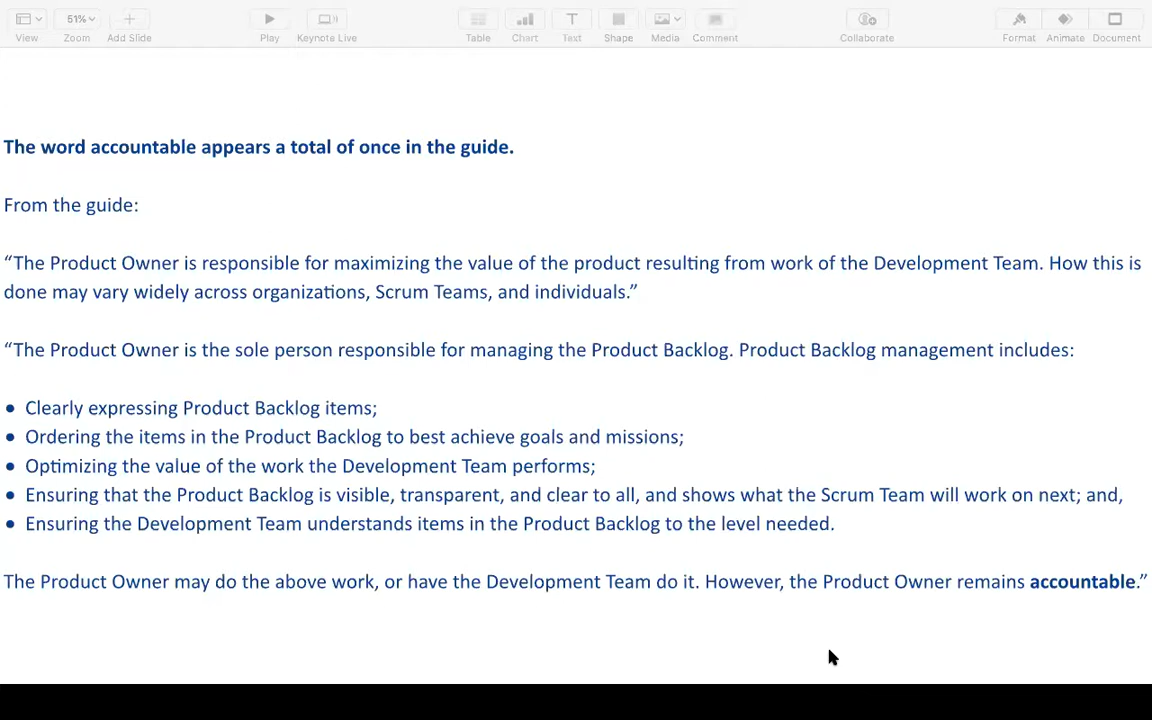 51%
View Zoom Add Slide Play Keynote Live Table Chart Text Shape Media Comment Collaborate Format Animate Document
The word accountable appears a total of once in the guide.
From the guide:
“The Product Owner is responsible for maximizing the value of the product resulting from work of the Development Team. How this is
done may vary widely across organizations, Scrum Teams, and individuals.”
“The Product Owner is the sole person responsible for managing the Product Backlog. Product Backlog management includes:
● Clearly expressing Product Backlog items;
● Ordering the items in the Product Backlog to best achieve goals and missions;
● Optimizing the value of the work the Development Team performs;
● Ensuring that the Product Backlog is visible, transparent, and clear to all, and shows what the Scrum Team will work on next; and,
● Ensuring the Development Team understands items in the Product Backlog to the level needed.
The Product Owner may do the above work, or have the Development Team do it. However, the Product Owner remains accountable.”